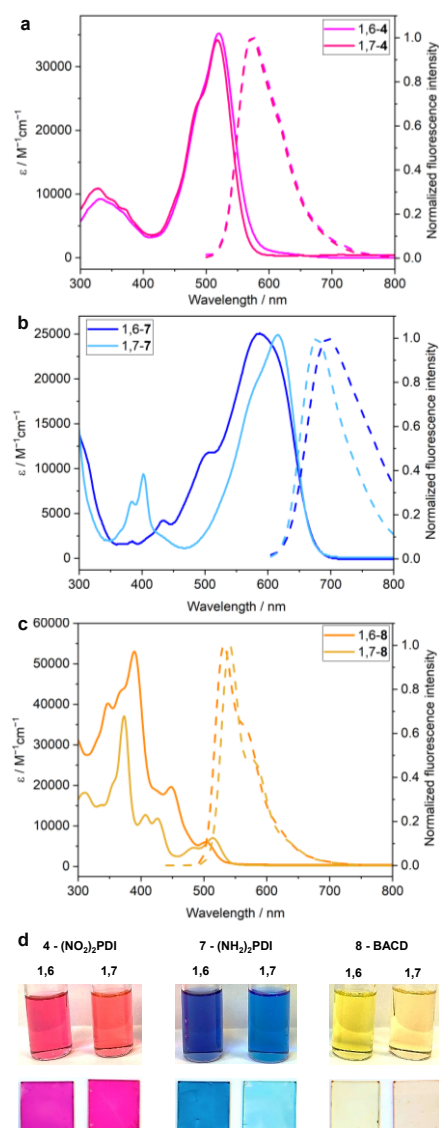 a
1,6-4
1,7-4
ε / M⁻¹cm⁻¹
30000
20000
10000
0
1.0
0.8
0.6
0.4
0.2
0.0
Normalized fluorescence intensity
300 400 500 600 700 800
Wavelength / nm
b
1,6-7
1,7-7
ε / M⁻¹cm⁻¹
25000
20000
15000
10000
5000
0
1.0
0.8
0.6
0.4
0.2
0.0
Normalized fluorescence intensity
300 400 500 600 700 800
Wavelength / nm
c
1,6-8
1,7-8
ε / M⁻¹cm⁻¹
60000
50000
40000
30000
20000
10000
0
1.0
0.8
0.6
0.4
0.2
0.0
Normalized fluorescence intensity
300 400 500 600 700 800
Wavelength / nm
d
4 - (NO₂)₂PDI 7 - (NH₂)₂PDI 8 - BACD
1,6 1,7 1,6 1,7 1,6 1,7